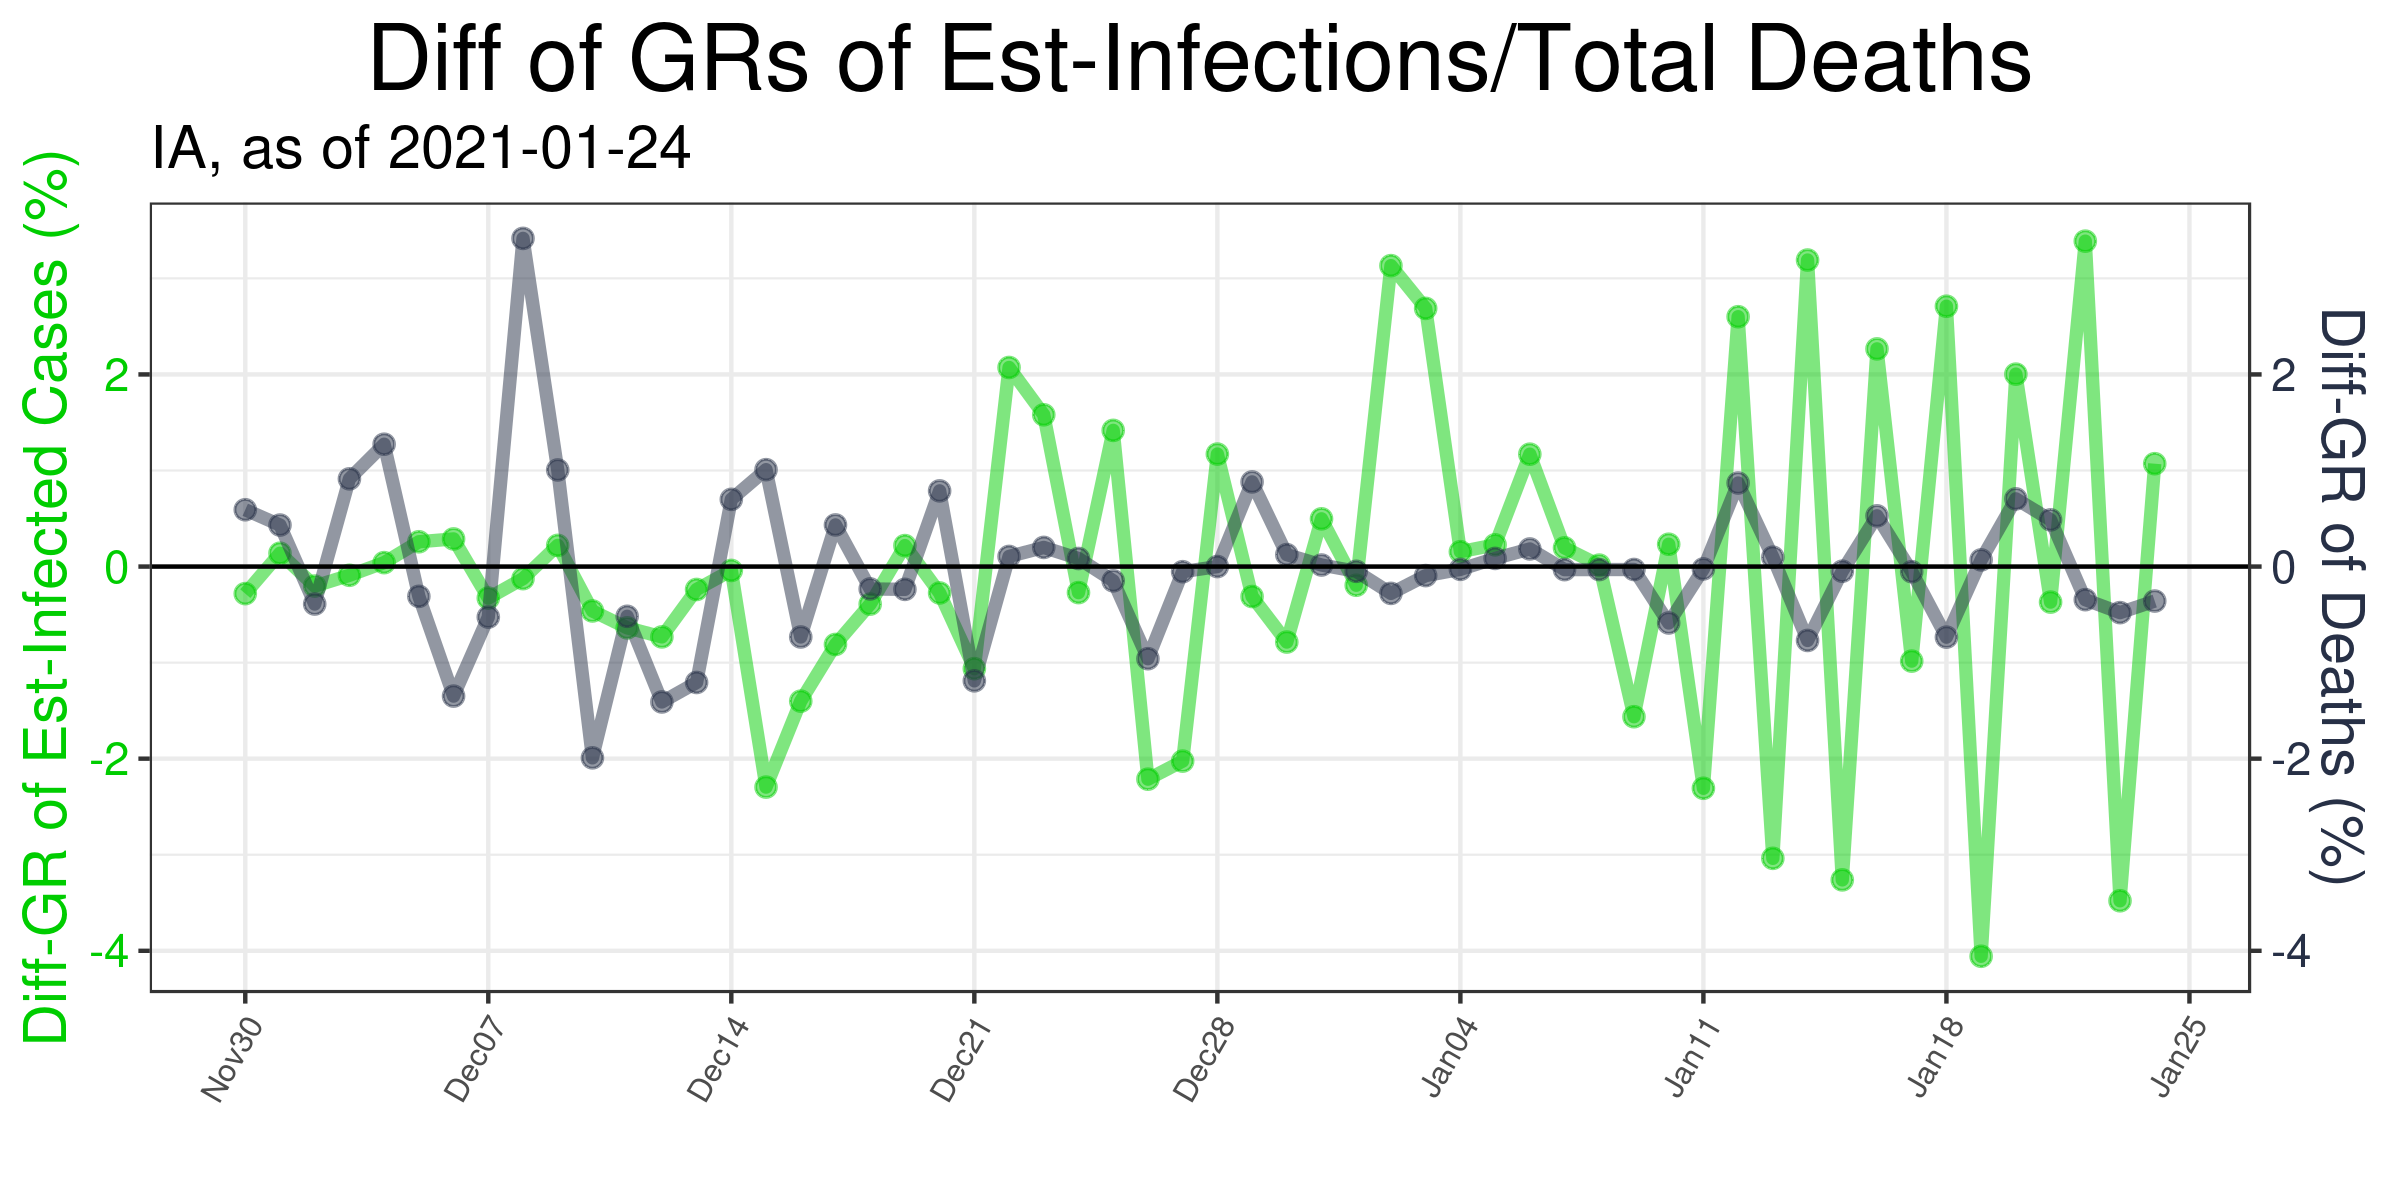 Diff of GRs of Est-Infections/Total Deaths
IA, as of 2021-01-24
Diff-GR of Est-Infected Cases (%)
2
0
-2
-4
2
0
-2
-4
Diff-GR of Deaths (%)
Nov30
Dec07
Dec14
Dec21
Dec28
Jan04
Jan11
Jan18
Jan25